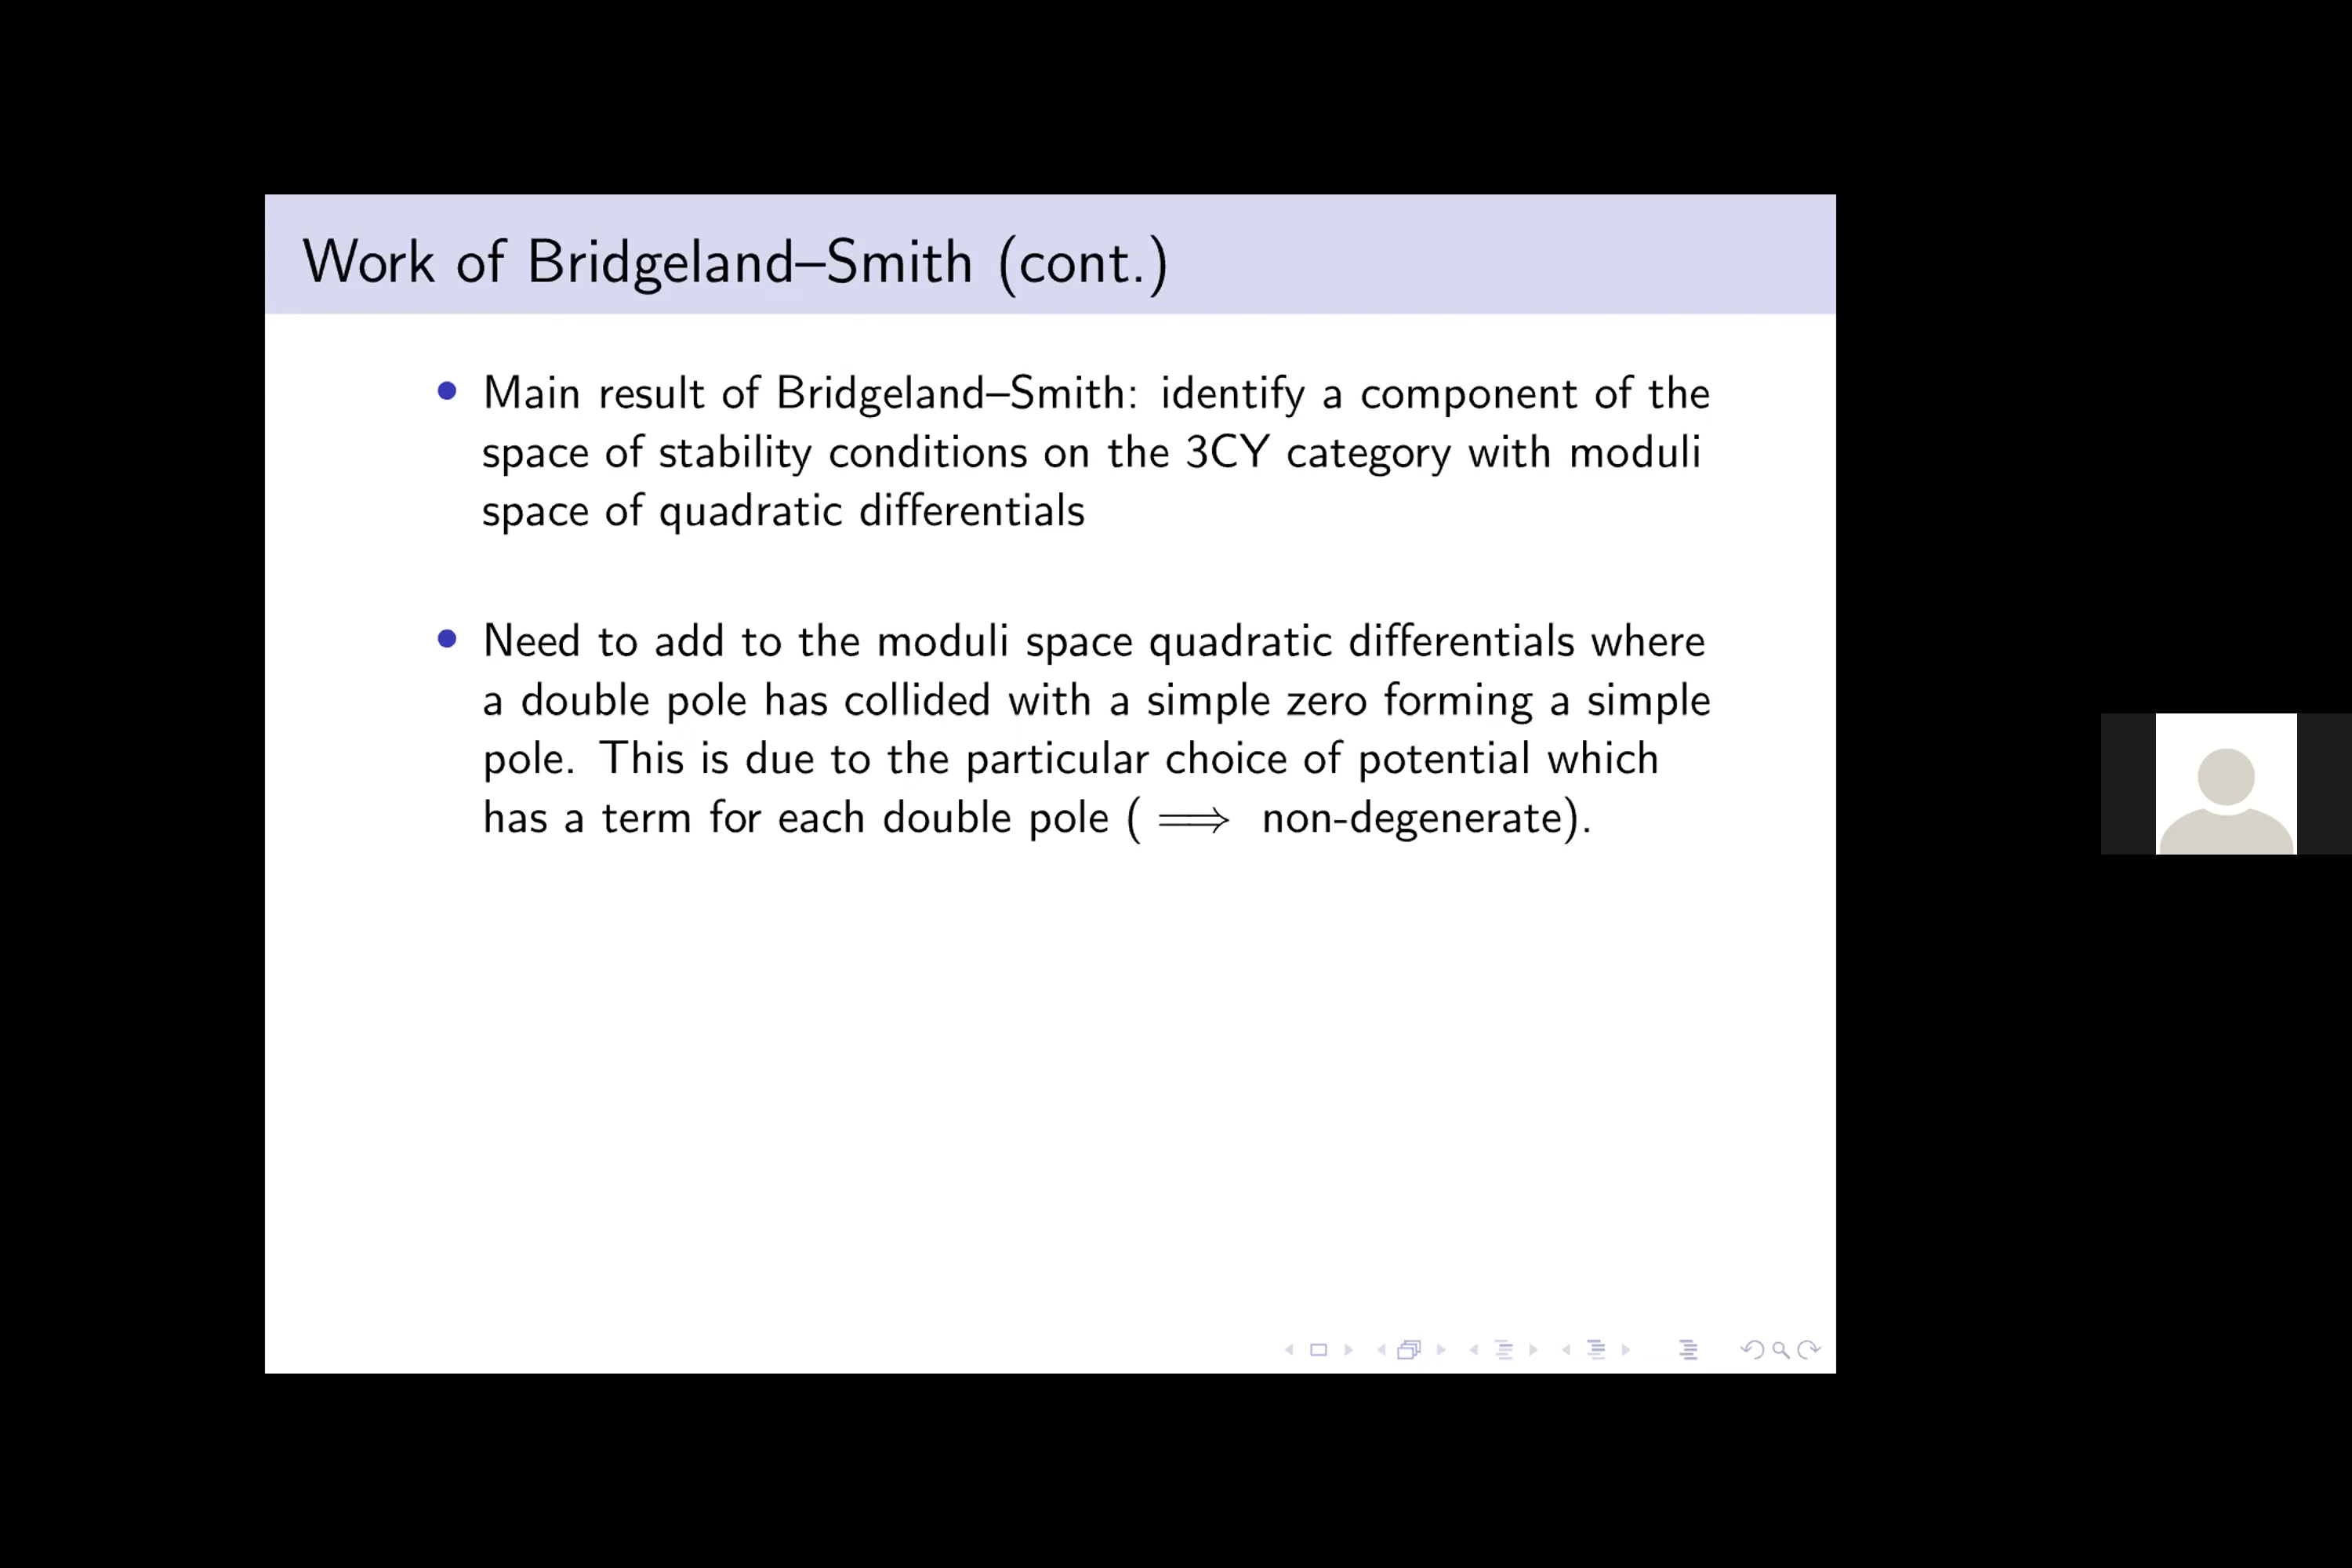 Work of Bridgeland–Smith (cont.)
Main result of Bridgeland–Smith: identify a component of the
space of stability conditions on the 3CY category with moduli
space of quadratic differentials
Need to add to the moduli space quadratic differentials where
a double pole has collided with a simple zero forming a simple
pole. This is due to the particular choice of potential which
has a term for each double pole ( ⟹ non-degenerate).